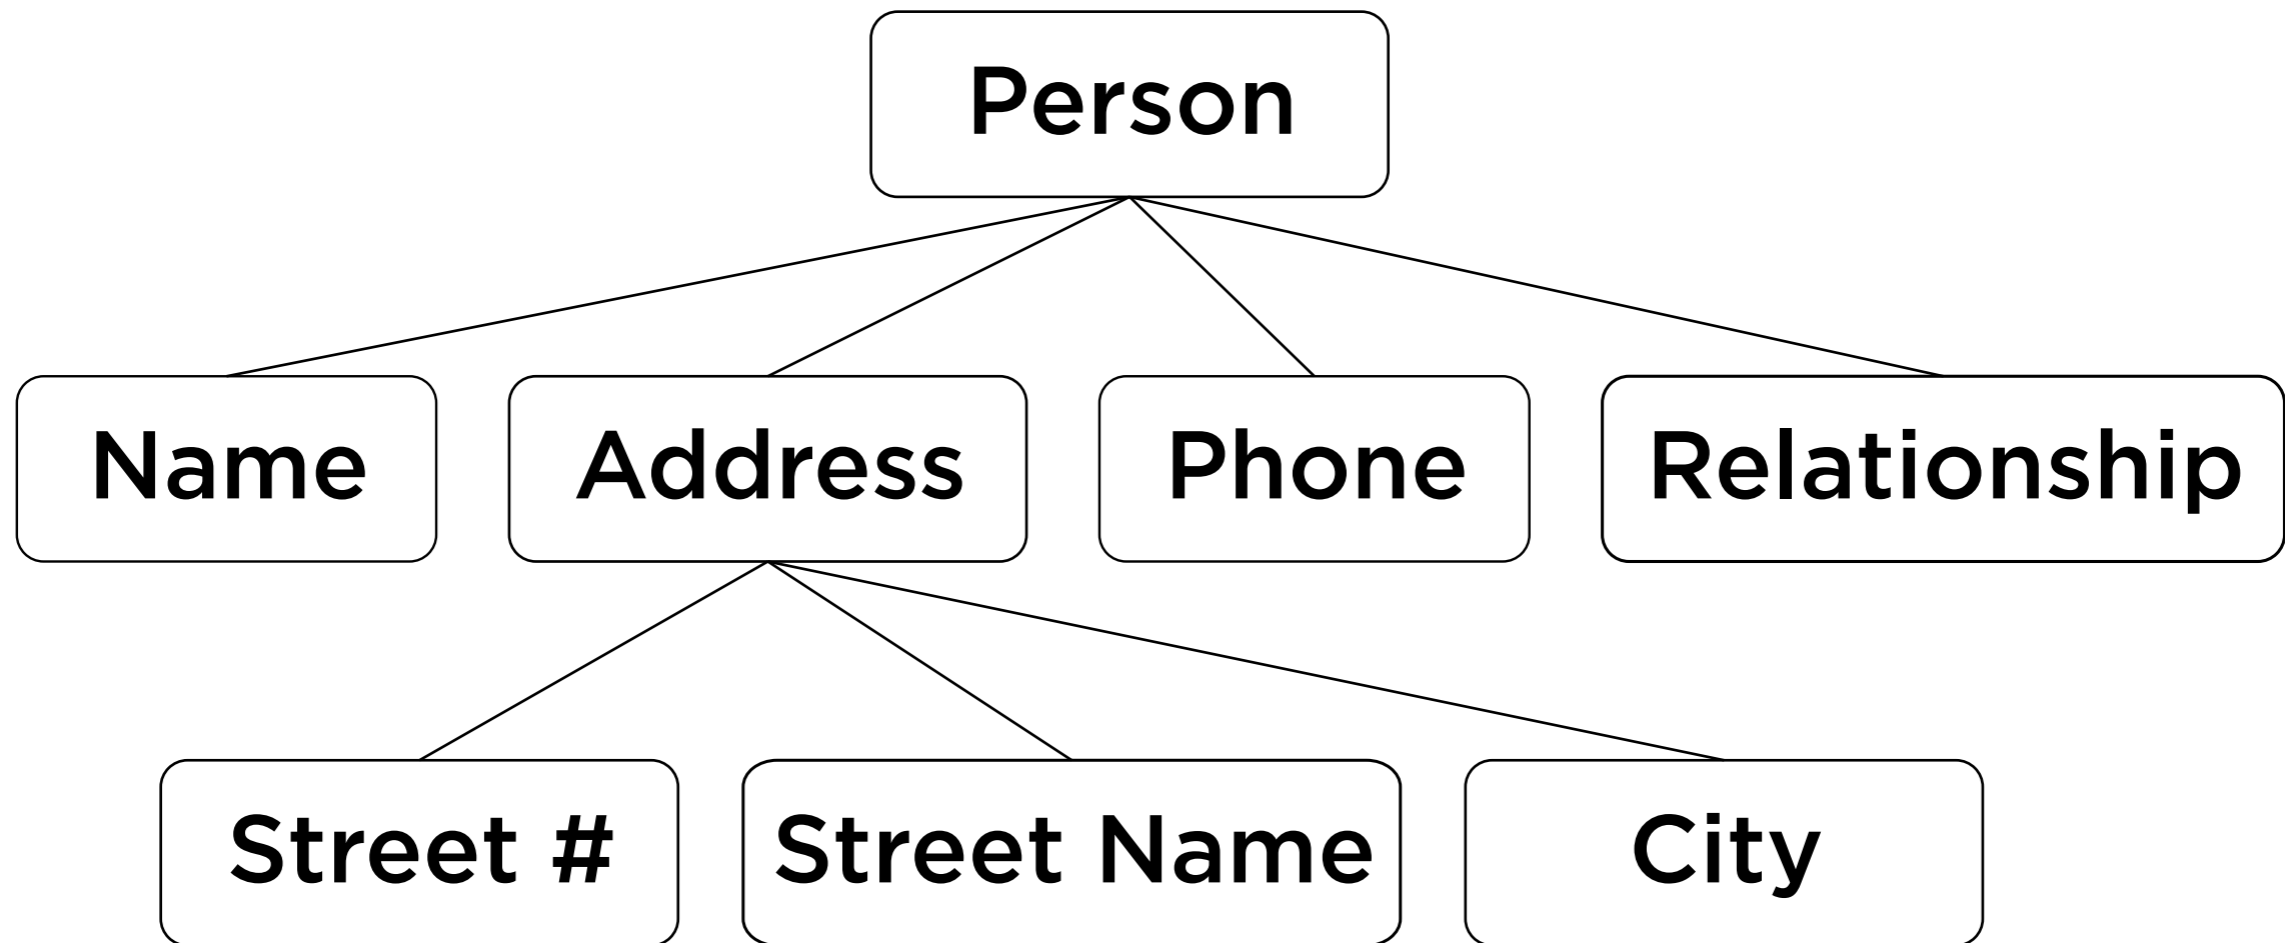 Person
Name
Address
Phone
Relationship
Street #
Street Name
City